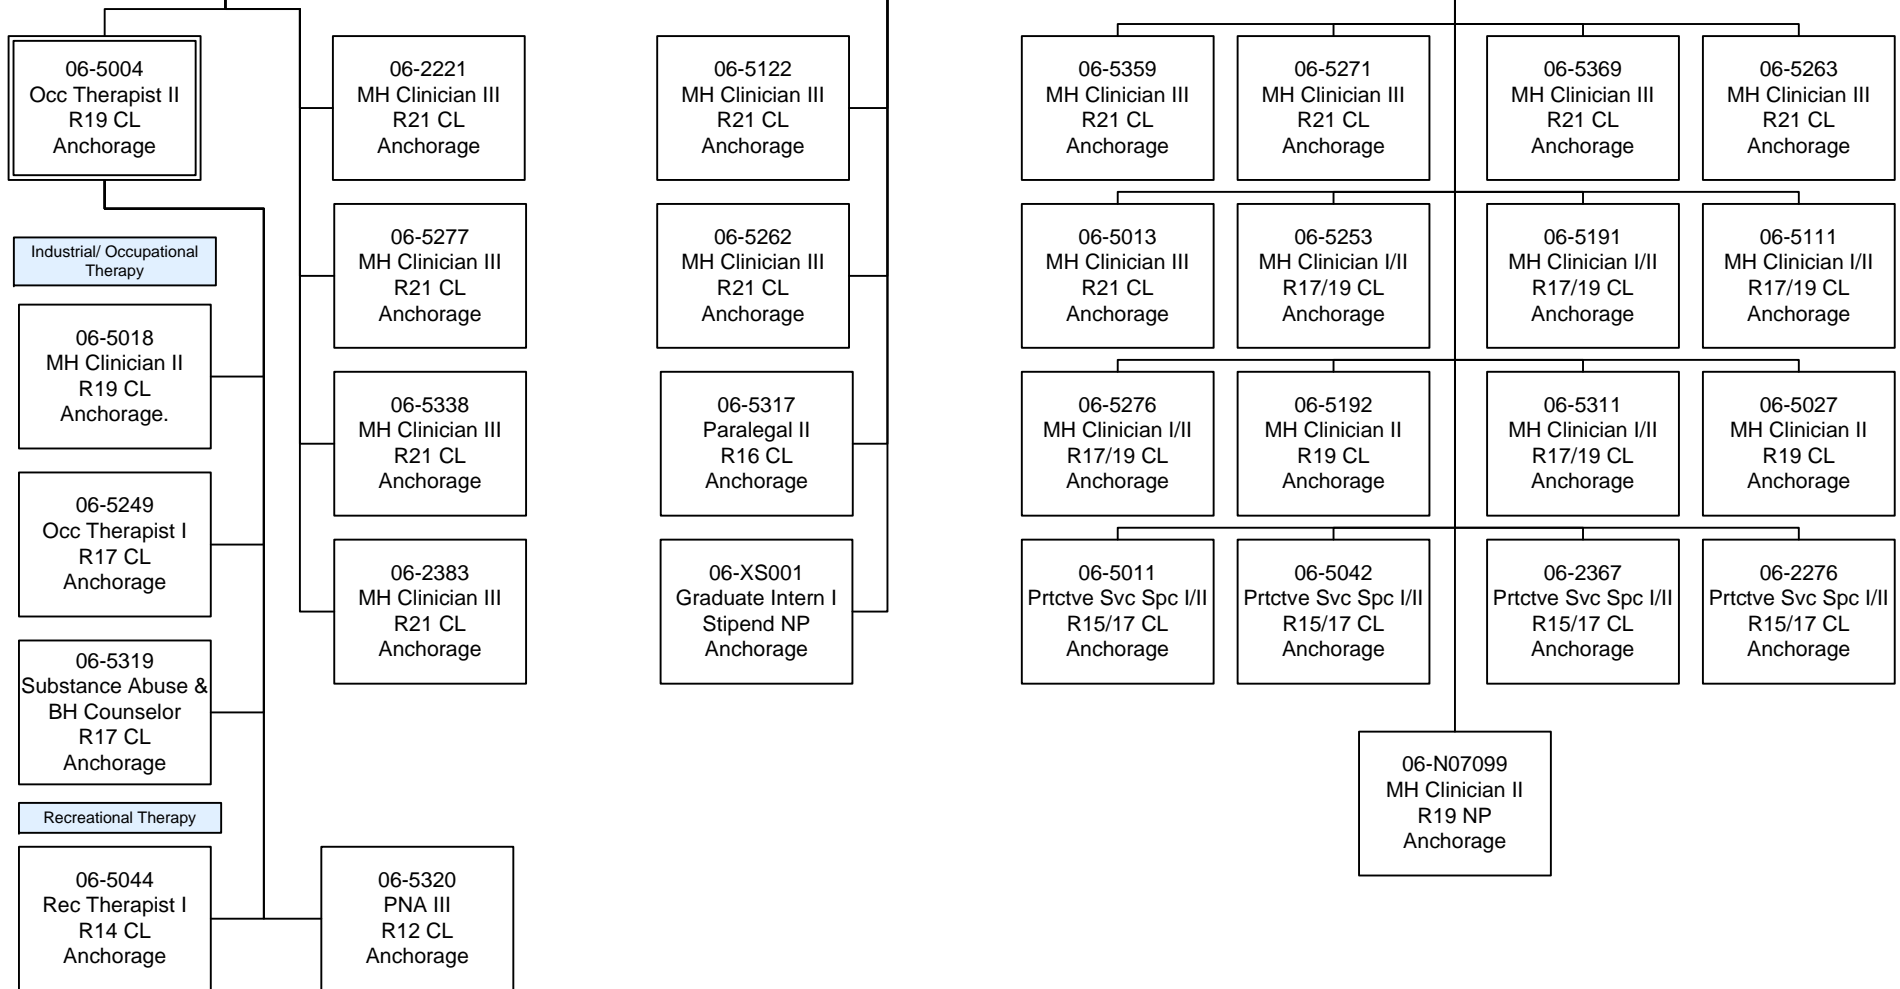 06-5004
Occ Therapist II
R19 CL
Anchorage
Industrial/ Occupational
Therapy
06-5018
MH Clinician II
R19 CL
Anchorage.
06-5249
Occ Therapist I
R17 CL
Anchorage
06-5319
Substance Abuse &
BH Counselor
R17 CL
Anchorage
Recreational Therapy
06-5044
Rec Therapist I
R14 CL
Anchorage
06-5320
PNA III
R12 CL
Anchorage
06-2221
MH Clinician III
R21 CL
Anchorage
06-5277
MH Clinician III
R21 CL
Anchorage
06-5338
MH Clinician III
R21 CL
Anchorage
06-2383
MH Clinician III
R21 CL
Anchorage
06-5122
MH Clinician III
R21 CL
Anchorage
06-5262
MH Clinician III
R21 CL
Anchorage
06-5317
Paralegal II
R16 CL
Anchorage
06-XS001
Graduate Intern I
Stipend NP
Anchorage
06-5359
MH Clinician III
R21 CL
Anchorage
06-5271
MH Clinician III
R21 CL
Anchorage
06-5369
MH Clinician III
R21 CL
Anchorage
06-5263
MH Clinician III
R21 CL
Anchorage
06-5013
MH Clinician III
R21 CL
Anchorage
06-5253
MH Clinician I/II
R17/19 CL
Anchorage
06-5191
MH Clinician I/II
R17/19 CL
Anchorage
06-5111
MH Clinician I/II
R17/19 CL
Anchorage
06-5276
MH Clinician I/II
R17/19 CL
Anchorage
06-5192
MH Clinician II
R19 CL
Anchorage
06-5311
MH Clinician I/II
R17/19 CL
Anchorage
06-5027
MH Clinician II
R19 CL
Anchorage
06-5011
Prtctve Svc Spc I/II
R15/17 CL
Anchorage
06-5042
Prtctve Svc Spc I/II
R15/17 CL
Anchorage
06-2367
Prtctve Svc Spc I/II
R15/17 CL
Anchorage
06-2276
Prtctve Svc Spc I/II
R15/17 CL
Anchorage
06-N07099
MH Clinician II
R19 NP
Anchorage